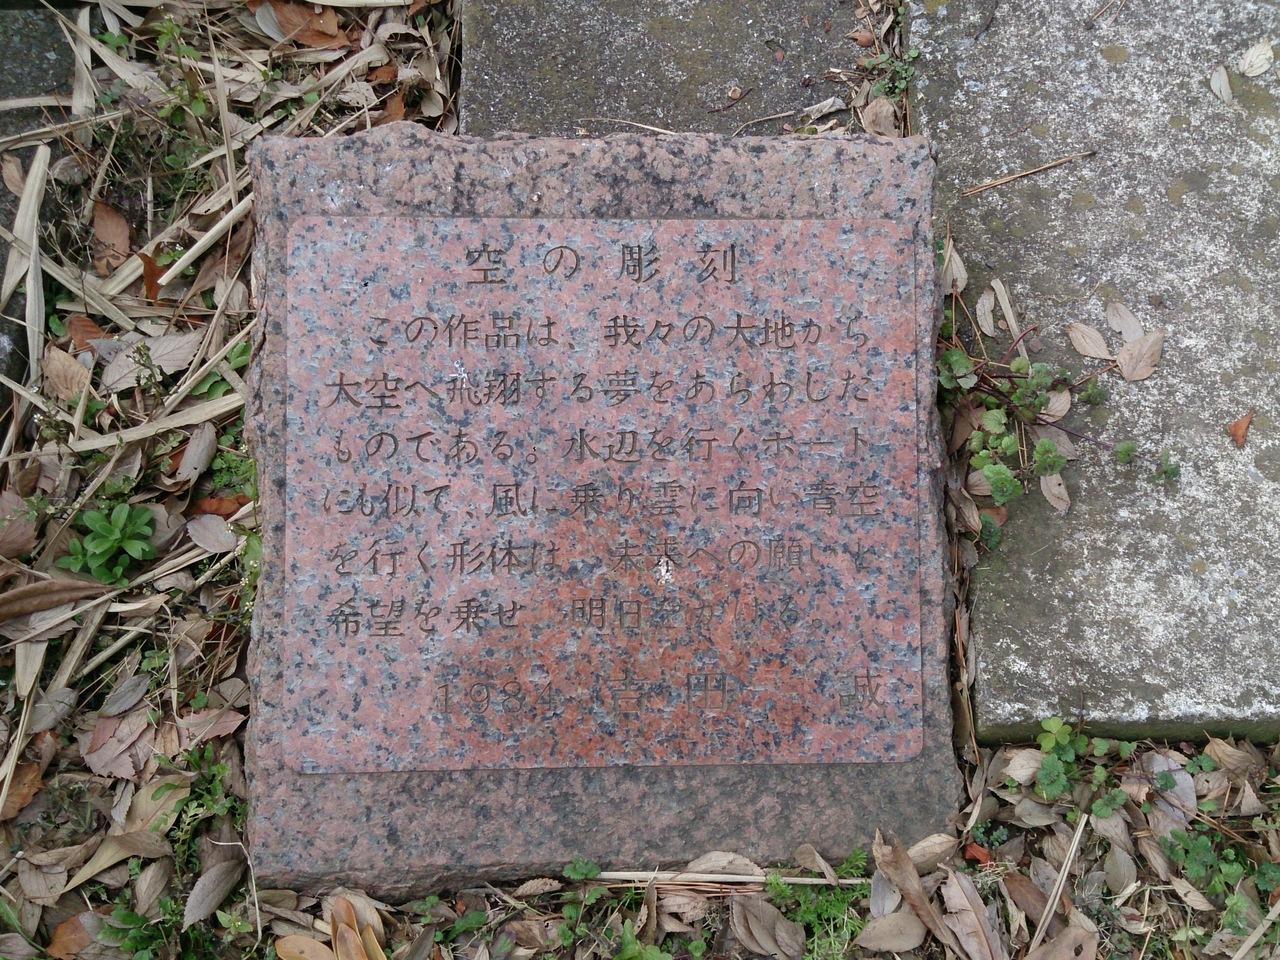 空の彫刻
この作品は、我々の大地から
大空へ飛翔する夢をあらわした
ものである。水辺を行くボート
にも似て、風に乗り雲に向い青空
を行く形体は、未来への願いと
希望を乗せ 明日をかける。
1984 吉田 誠